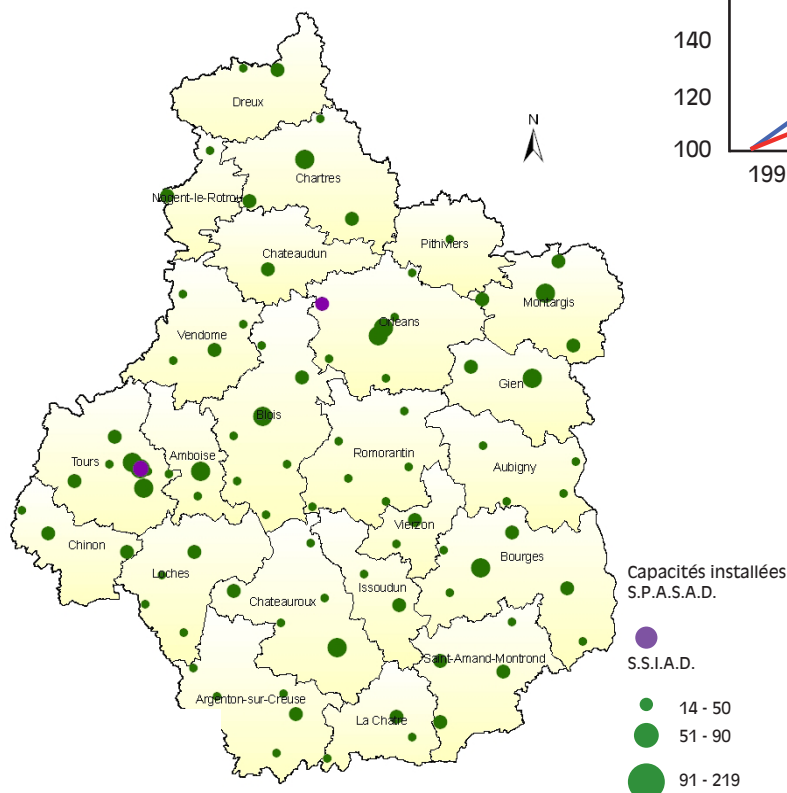 140
120
100
199
N
Dreux
Chartres
Nogent-le-Rotrou
Chateaudun
Pithiviers
Orleans
Montargis
Vendome
Gien
Blois
Tours
Amboise
Romorantin
Aubigny
Vierzon
Chinon
Loches
Bourges
Issoudun
Chateauroux
Saint-Amand-Montrond
Argenton-sur-Creuse
La Chatre
Capacités installées
S.P.A.S.A.D.
S.S.I.A.D.
14 - 50
51 - 90
91 - 219